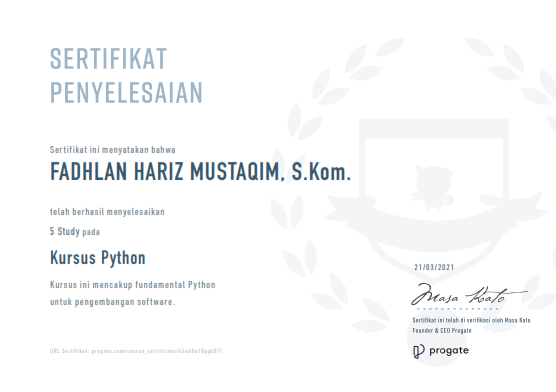 SERTIFIKAT
PENYELESAIAN
Sertifikat ini menyatakan bahwa
FADHLAN HARIZ MUSTAQIM, S.Kom.
telah berhasil menyelesaikan
5 Study pada
Kursus Python
Kursus ini mencakup fundamental Python
untuk pengembangan software.
21/03/2021
Masa Kato
Sertifikat ini telah di verifikasi oleh Masa Kato
Founder & CEO Progate
progate
URL Sertifikat: progate.com/course_certificate/